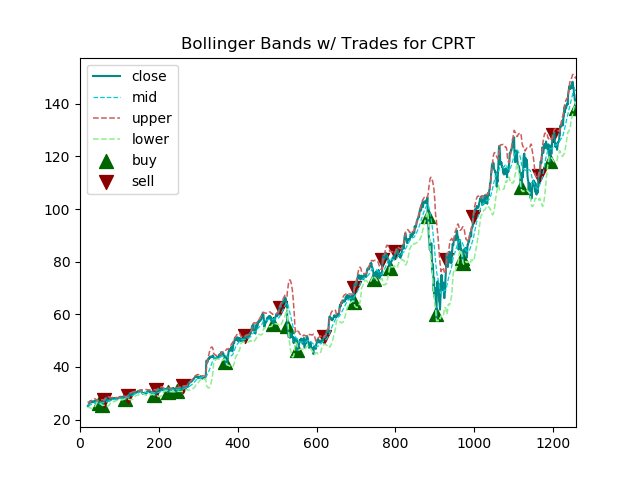 Bollinger Bands w/ Trades for CPRT
close
mid
upper
lower
buy
sell
140
120
100
80
60
40
20
0 200 400 600 800 1000 1200